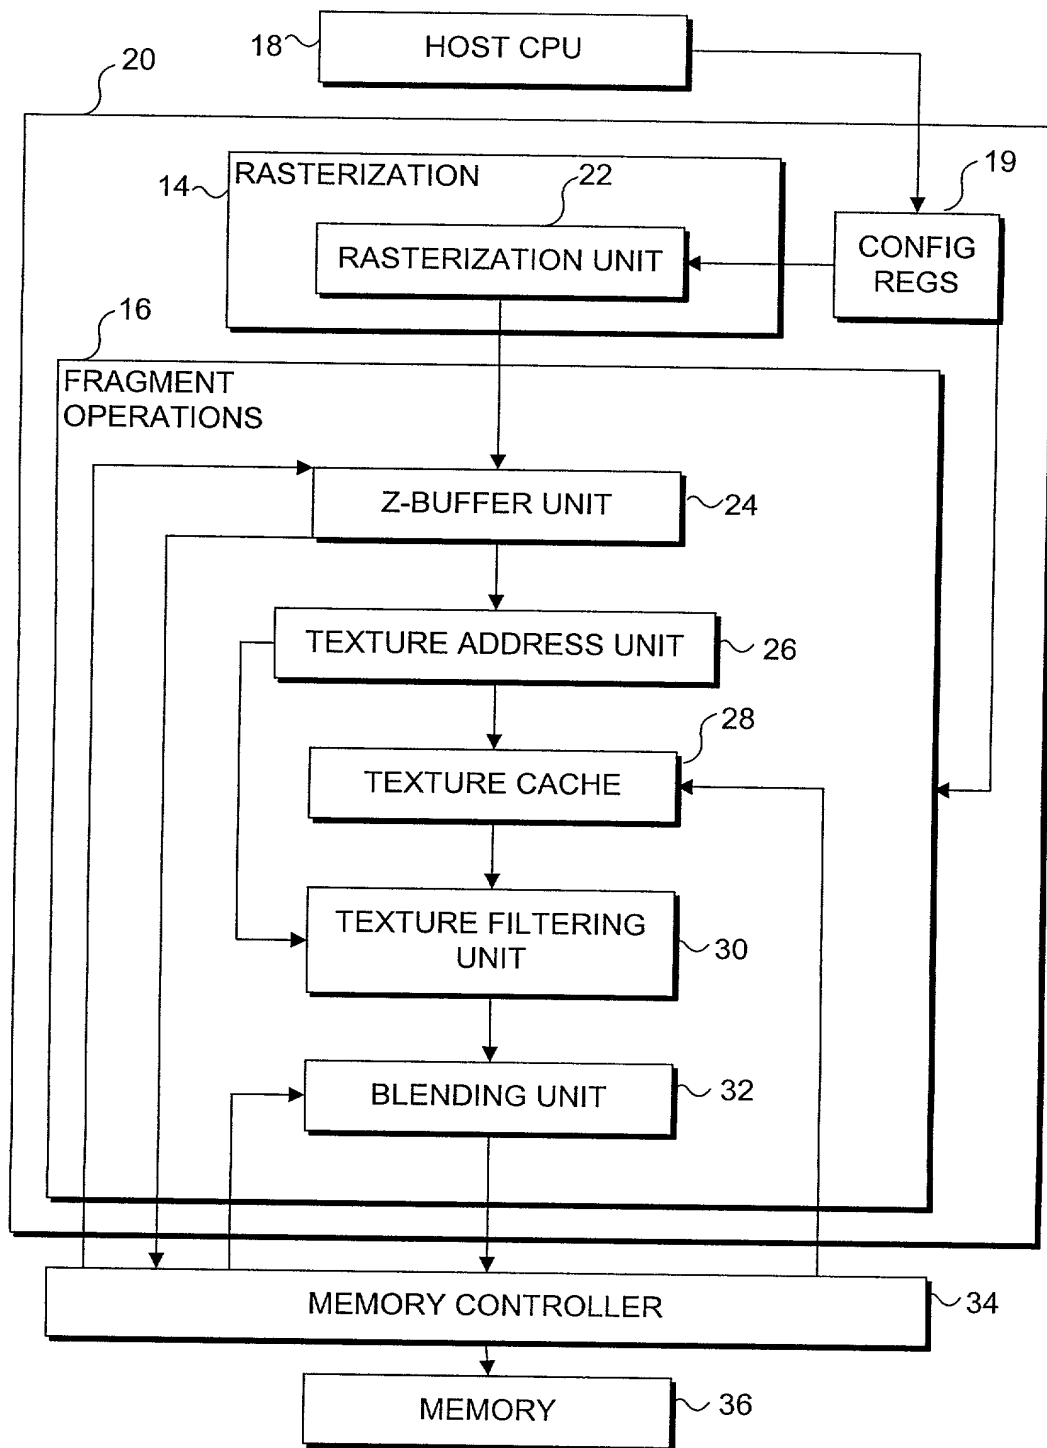 18
HOST CPU
20
19
14
RASTERIZATION
22
RASTERIZATION UNIT
CONFIG
REGS
16
FRAGMENT
OPERATIONS
Z-BUFFER UNIT
24
TEXTURE ADDRESS UNIT
26
28
TEXTURE CACHE
TEXTURE FILTERING
UNIT
30
BLENDING UNIT
32
MEMORY CONTROLLER
34
MEMORY
36